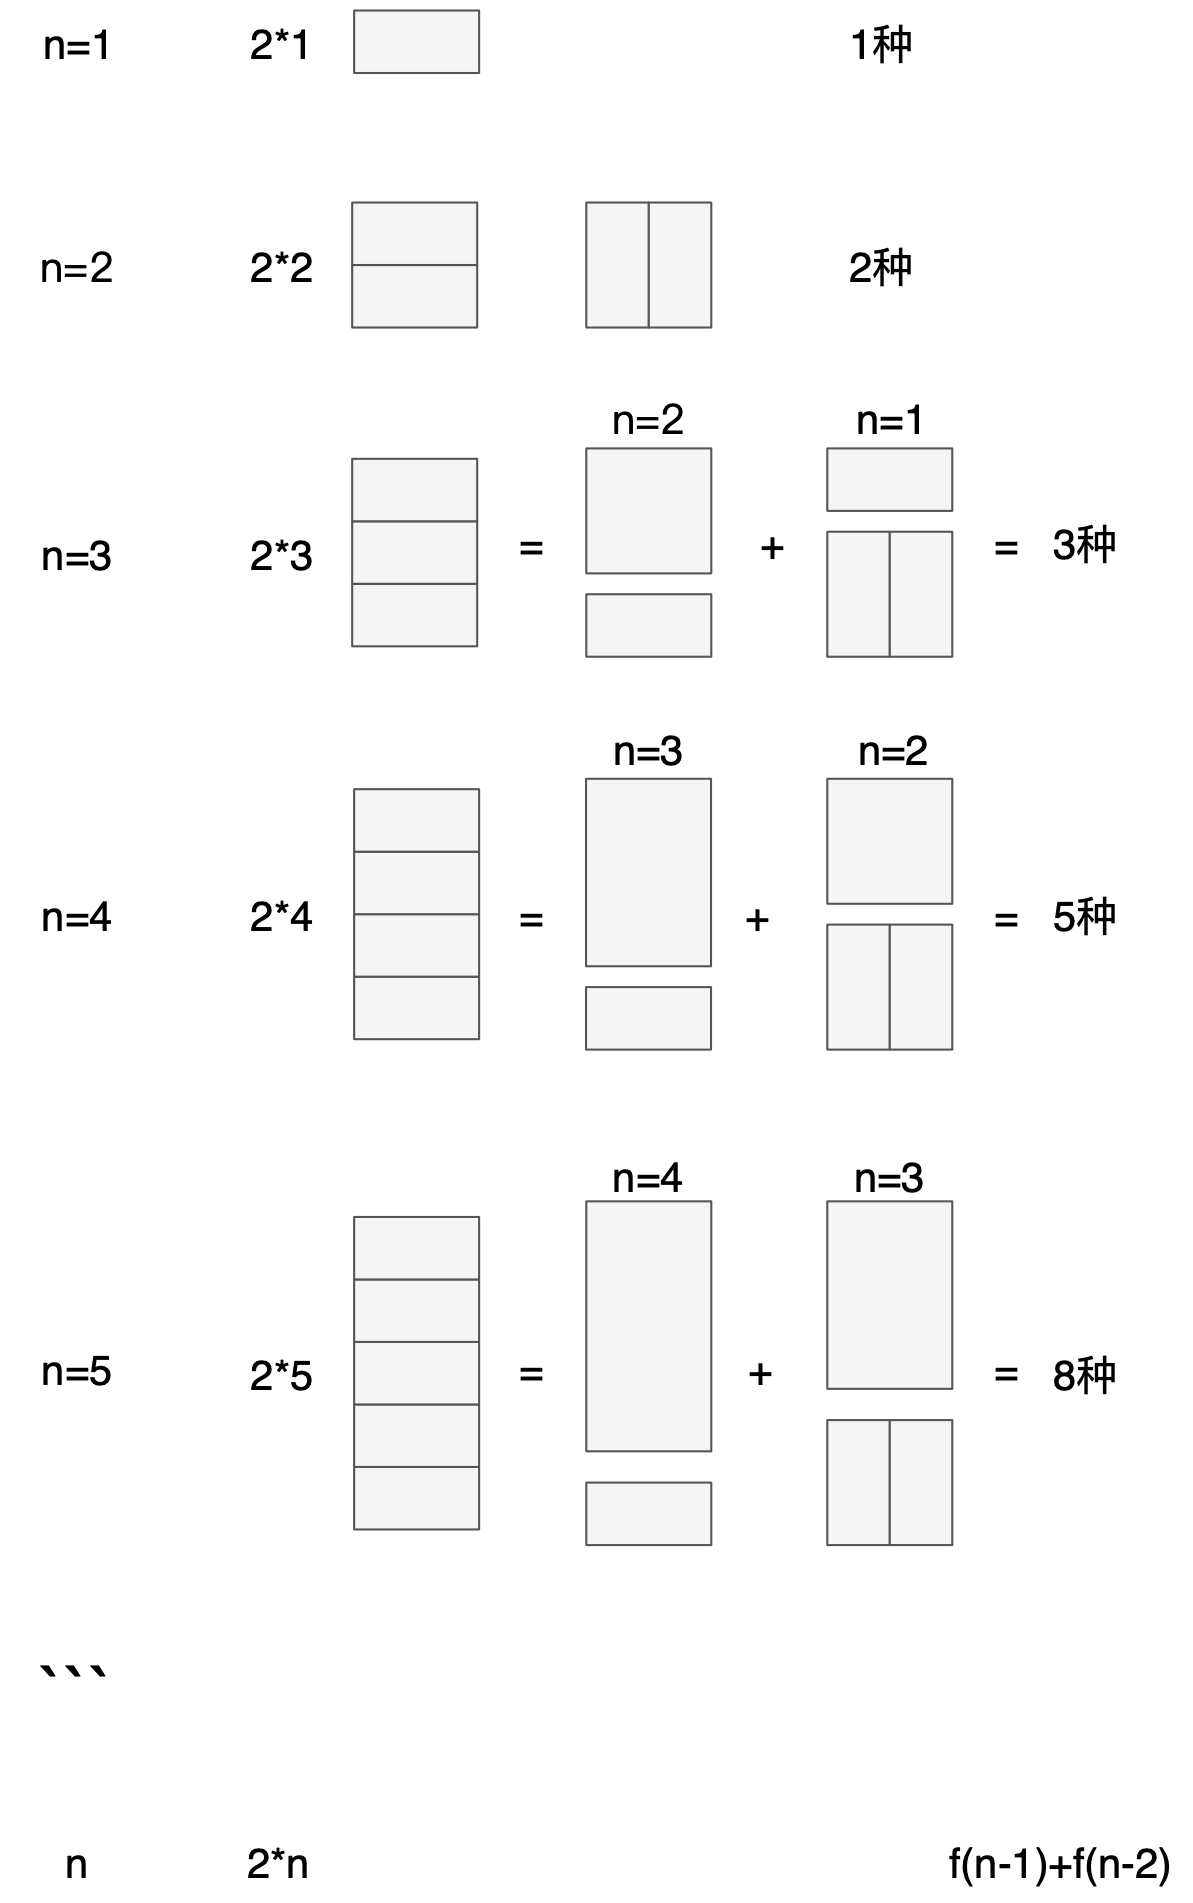 n=1 2*1 1种
n=2 2*2 2种
n=2 n=1
n=3 2*3 = + = 3种
n=3 n=2
n=4 2*4 = + = 5种
n=4 n=3
n=5 2*5 = + = 8种
```
n 2*n f(n-1)+f(n-2)